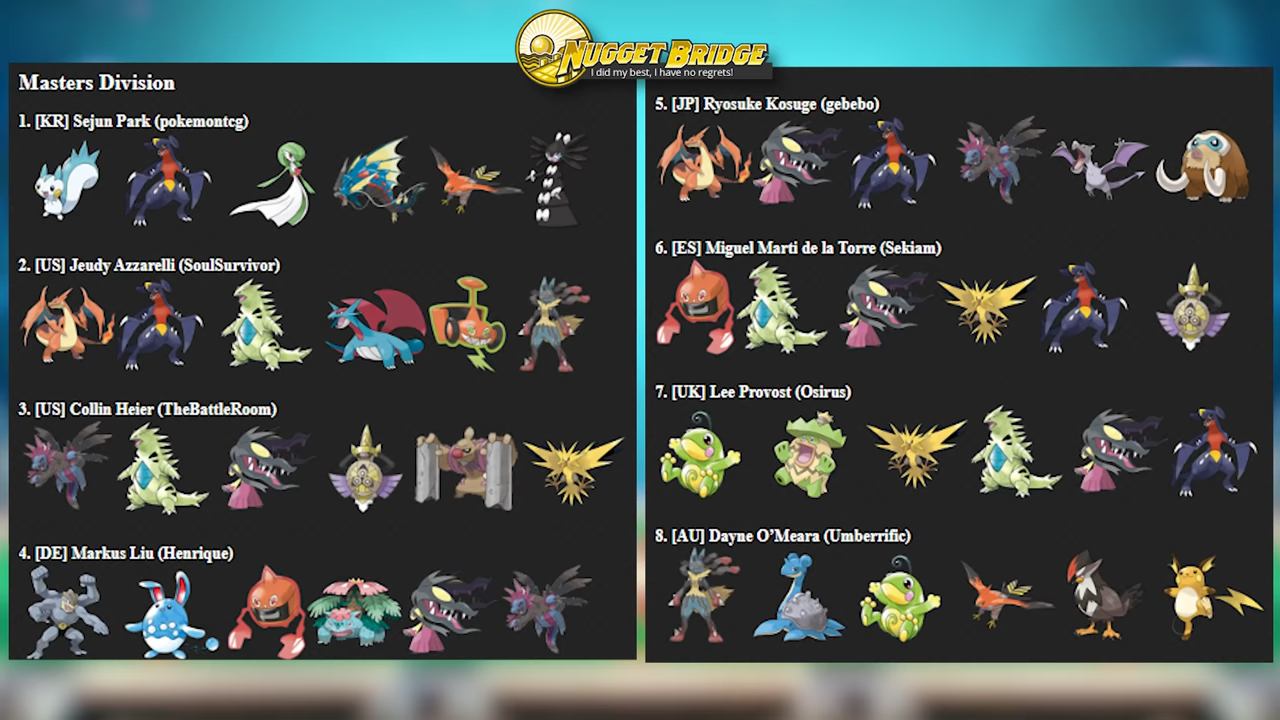 NUGGET BRIDGE
I did my best, I have no regrets!
Masters Division
1. [KR] Sejun Park (pokemontcg)
2. [US] Jeudy Azzarelli (SoulSurvivor)
3. [US] Collin Heier (TheBattleRoom)
4. [DE] Markus Liu (Henrique)
5. [JP] Ryosuke Kosuge (gebebo)
6. [ES] Miguel Marti de la Torre (Sekiam)
7. [UK] Lee Provost (Osirus)
8. [AU] Dayne O’Meara (Umberrific)